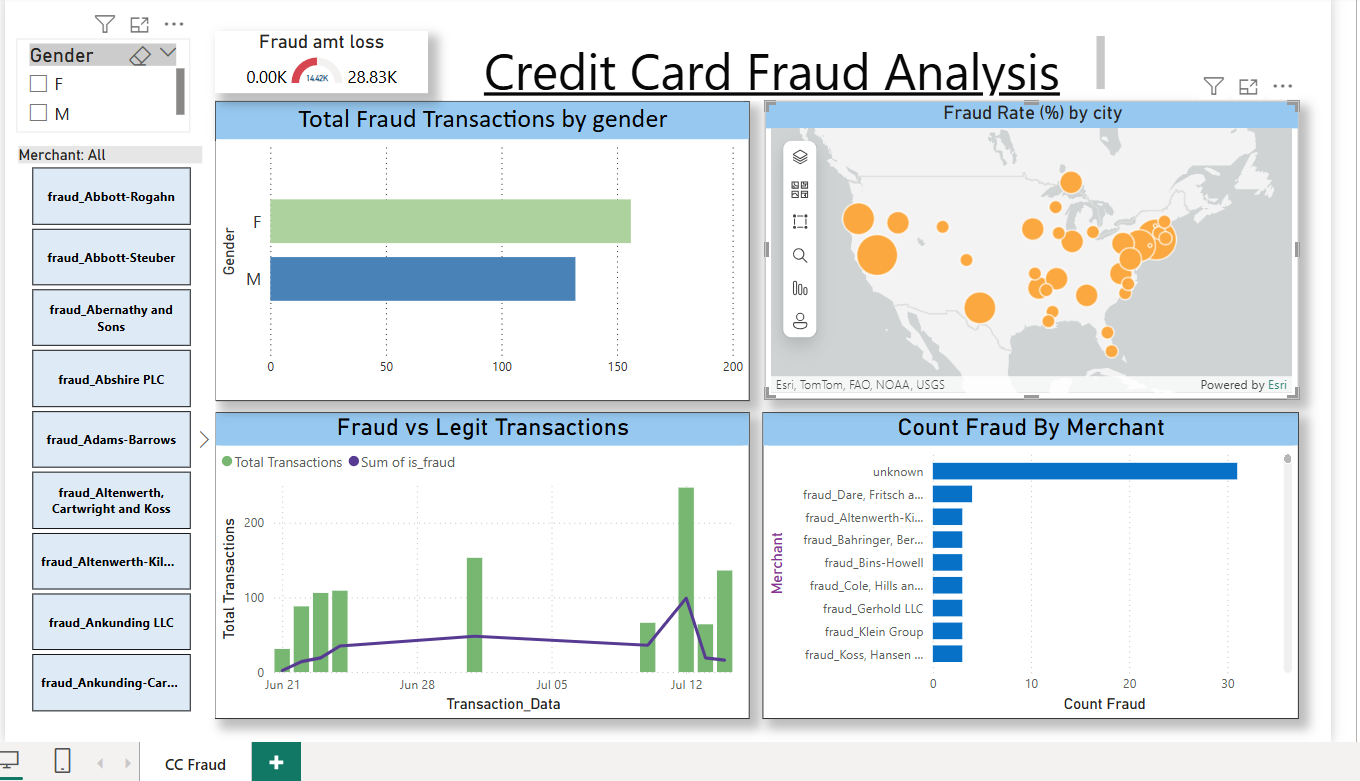 Gender
F
M
Merchant: All
fraud_Abbott-Rogahn
fraud_Abbott-Steuber
fraud_Abernathy and
Sons
fraud_Abshire PLC
fraud_Adams-Barrows
fraud_Altenwerth,
Cartwright and Koss
fraud_Altenwerth-Kil...
fraud_Ankunding LLC
fraud_Ankunding-Car...
Fraud amt loss
0.00K 14.42K 28.83K
Credit Card Fraud Analysis
Total Fraud Transactions by gender
Gender
F
M
0 50 100 150 200
Fraud Rate (%) by city
Esri, TomTom, FAO, NOAA, USGS Powered by Esri
Fraud vs Legit Transactions
Total Transactions Sum of is_fraud
Total Transactions
200
100
0
Jun 21 Jun 28 Jul 05 Jul 12
Transaction_Data
Count Fraud By Merchant
Merchant
unknown
fraud_Dare, Fritsch a...
fraud_Altenwerth-Ki...
fraud_Bahringer, Ber...
fraud_Bins-Howell
fraud_Cole, Hills an...
fraud_Gerhold LLC
fraud_Klein Group
fraud_Koss, Hansen ...
0 10 20 30
Count Fraud
CC Fraud